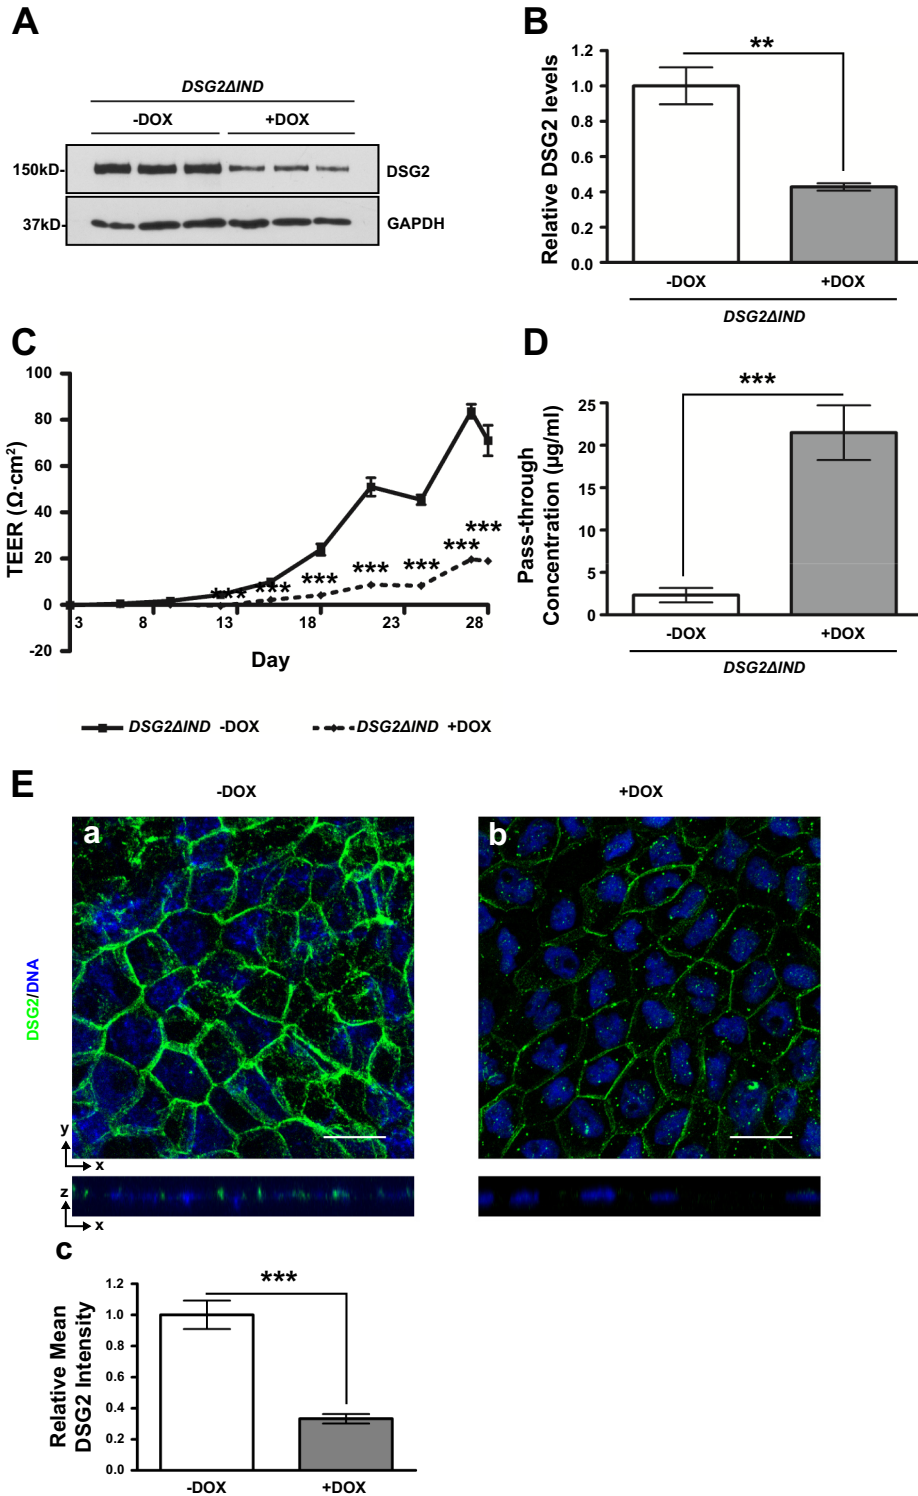 A
DSG2ΔIND
-DOX +DOX
150kD- DSG2
37kD- GAPDH
B
**
Relative DSG2 levels
1.2
1.0
0.8
0.6
0.4
0.2
0.0
-DOX +DOX
DSG2ΔIND
C
TEER (Ω·cm²)
100
80
60
40
20
0
-20
*** *** *** *** *** *** ***
3 8 13 18 23 28
Day
DSG2ΔIND -DOX DSG2ΔIND +DOX
D
***
Pass-through
Concentration (µg/ml)
25
20
15
10
5
0
-DOX +DOX
DSG2ΔIND
E
-DOX +DOX
a b
DSG2/DNA
y
x
z
x
c
***
Relative Mean
DSG2 Intensity
1.2
1.0
0.8
0.6
0.4
0.2
0.0
-DOX +DOX